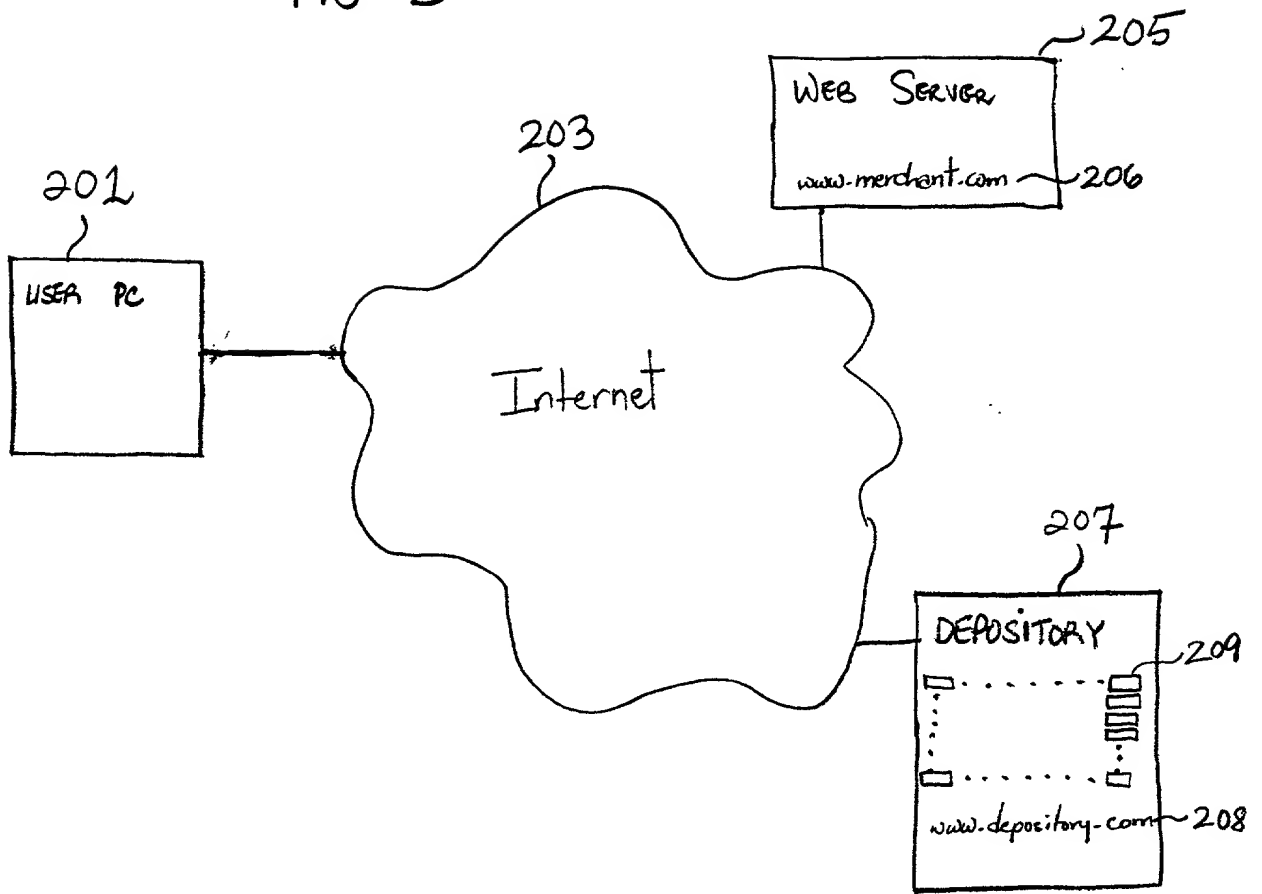 205
WEB SERVER
www.merchant.com 206
203
201
USER PC
Internet
207
DEPOSITORY
209
www.depository.com 208